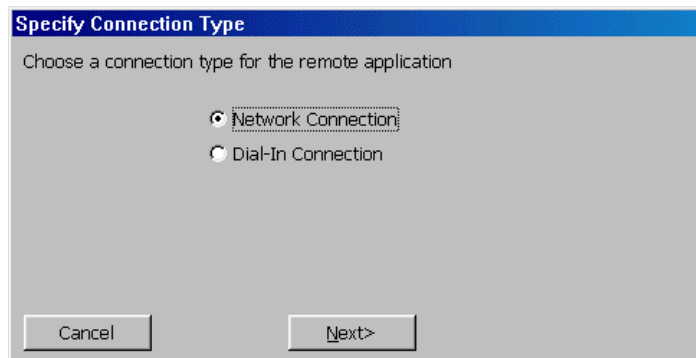 Specify Connection Type
Choose a connection type for the remote application
Network Connection
Dial-In Connection
Cancel
Next>